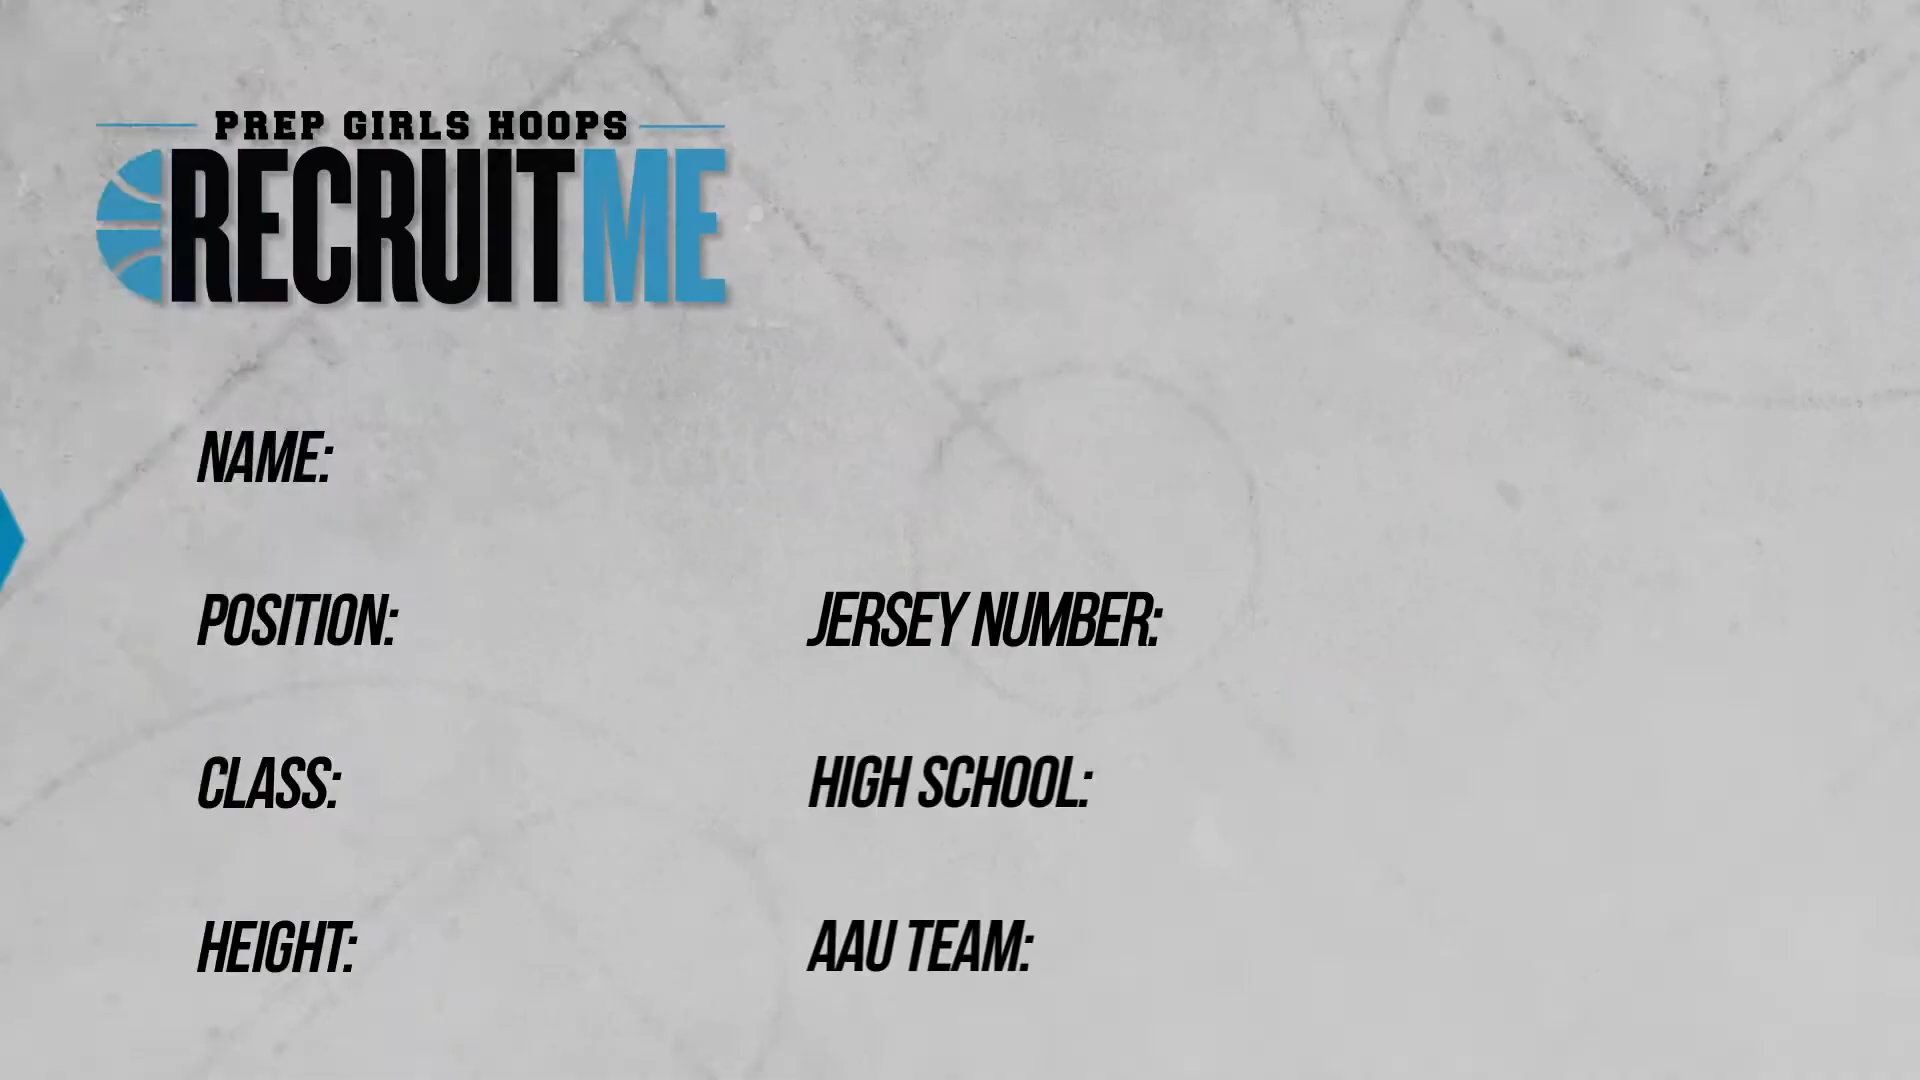 PREP GIRLS HOOPS
RECRUITME
NAME:
POSITION:
JERSEY NUMBER:
CLASS:
HIGH SCHOOL:
HEIGHT:
AAU TEAM: